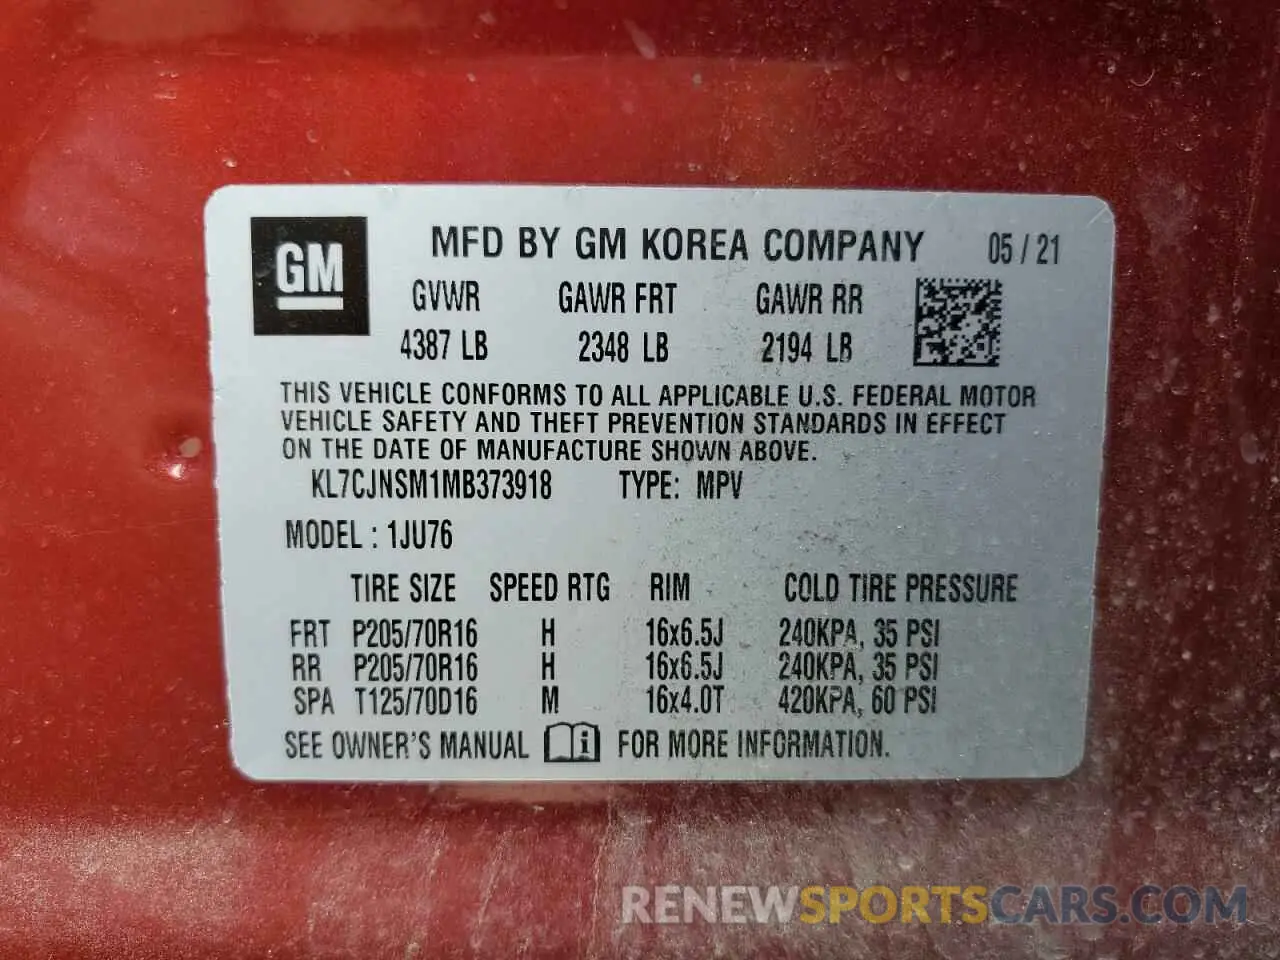 GM
MFD BY GM KOREA COMPANY 05 / 21
GVWR GAWR FRT GAWR RR
4387 LB 2348 LB 2194 LB
THIS VEHICLE CONFORMS TO ALL APPLICABLE U.S. FEDERAL MOTOR
VEHICLE SAFETY AND THEFT PREVENTION STANDARDS IN EFFECT
ON THE DATE OF MANUFACTURE SHOWN ABOVE.
KL7CJNSM1MB373918 TYPE: MPV
MODEL : 1JU76
TIRE SIZE SPEED RTG RIM COLD TIRE PRESSURE
FRT P205/70R16 H 16x6.5J 240KPA, 35 PSI
RR P205/70R16 H 16x6.5J 240KPA, 35 PSI
SPA T125/70D16 M 16x4.0T 420KPA, 60 PSI
SEE OWNER'S MANUAL i FOR MORE INFORMATION.
RENEWSPORTSCARS.COM